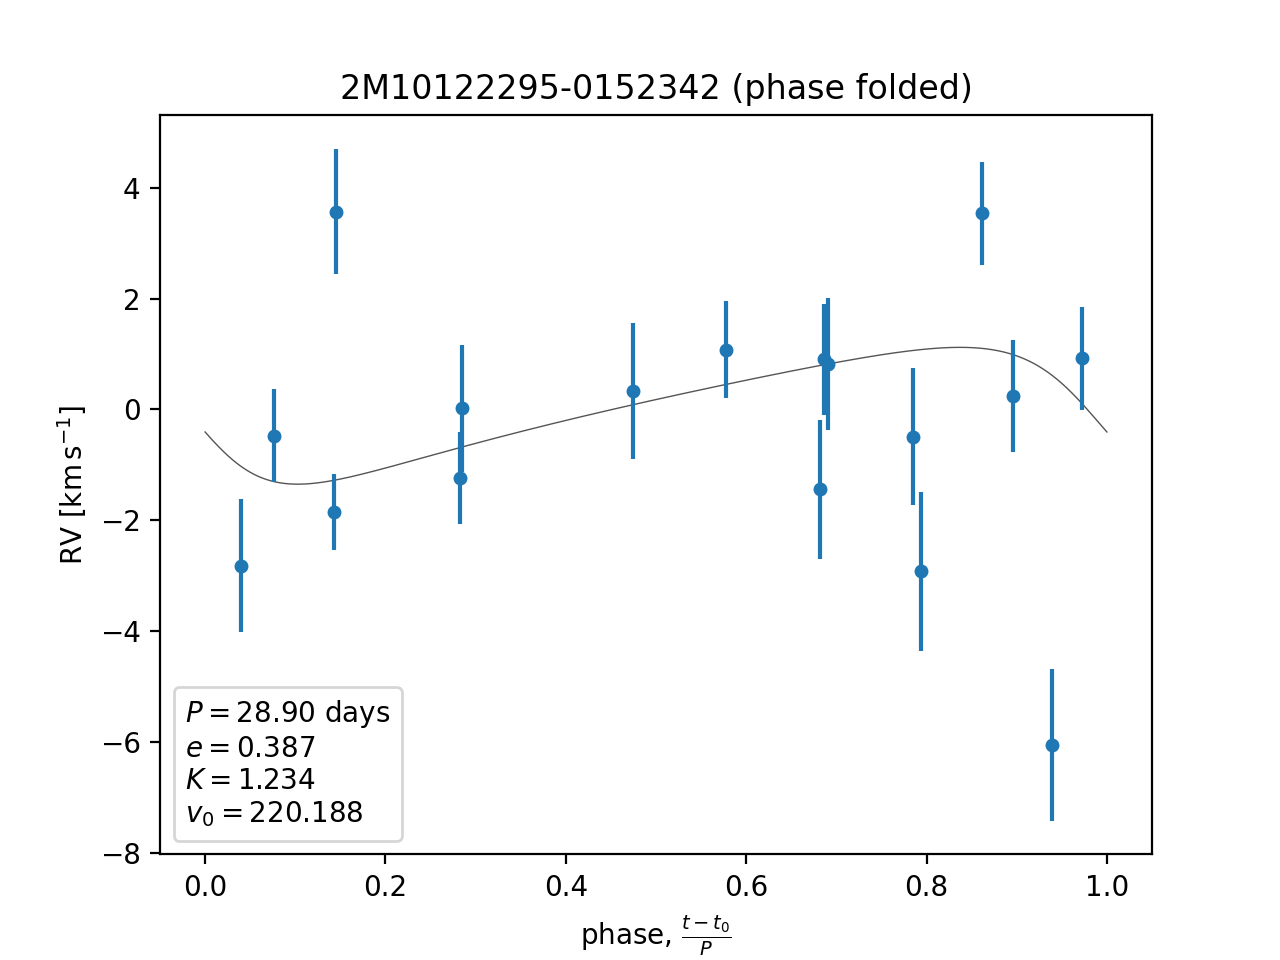 2M10122295-0152342 (phase folded)
RV [km s⁻¹]
4
2
0
−2
−4
−6
−8
P = 28.90 days
e = 0.387
K = 1.234
v₀ = 220.188
0.0 0.2 0.4 0.6 0.8 1.0
phase, (t − t₀)/P